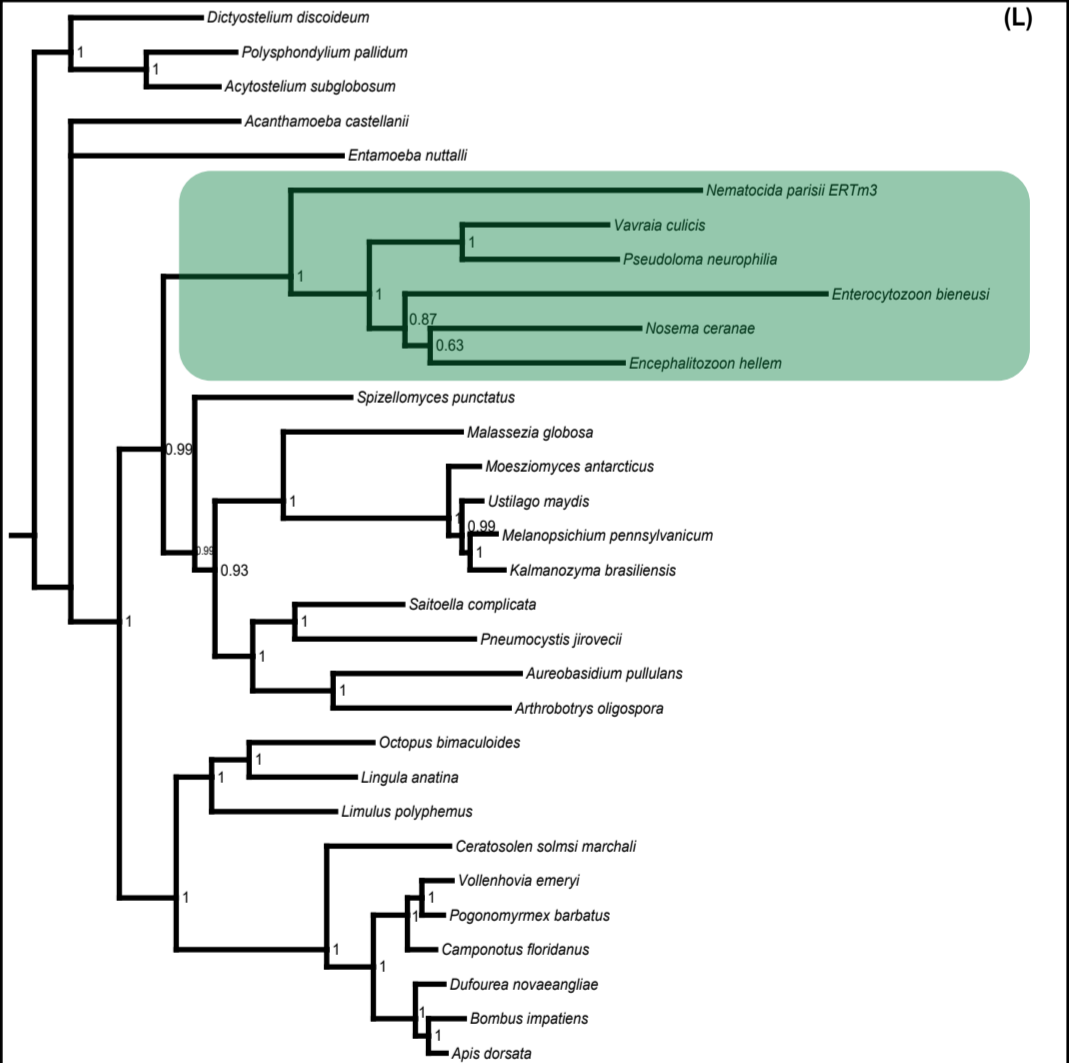 (L)
Dictyostelium discoideum
1
Polysphondylium pallidum
1
Acytostelium subglobosum
Acanthamoeba castellanii
Entamoeba nuttalli
Nematocida parisii ERTm3
Vavraia culicis
1
Pseudoloma neurophilia
1
1
Enterocytozoon bieneusi
0.87
Nosema ceranae
0.63
Encephalitozoon hellem
Spizellomyces punctatus
Malassezia globosa
0.99
Moesziomyces antarcticus
1
Ustilago maydis
1
0.99
Melanopsichium pennsylvanicum
0.99
1
Kalmanozyma brasiliensis
0.93
Saitoella complicata
1
1
Pneumocystis jirovecii
1
Aureobasidium pullulans
1
Arthrobotrys oligospora
Octopus bimaculoides
1
Lingula anatina
1
Limulus polyphemus
Ceratosolen solmsi marchali
Vollenhovia emeryi
1
1
Pogonomyrmex barbatus
1
Camponotus floridanus
1
1
Dufourea novaeangliae
1
Bombus impatiens
1
Apis dorsata